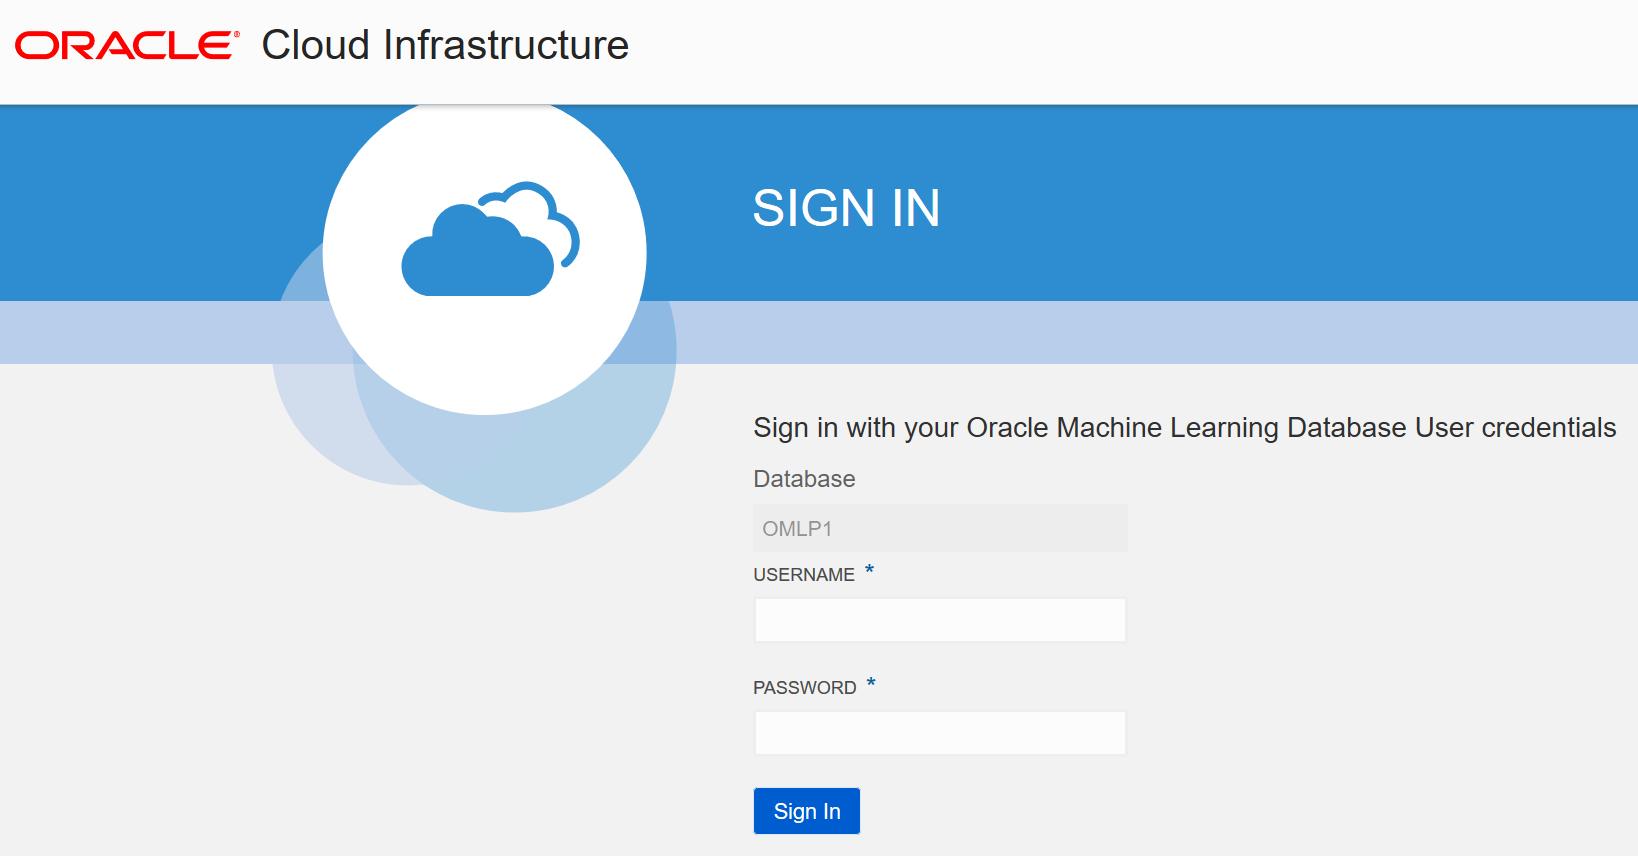 ORACLE® Cloud Infrastructure
SIGN IN
Sign in with your Oracle Machine Learning Database User credentials
Database
OMLP1
USERNAME *
PASSWORD *
Sign In